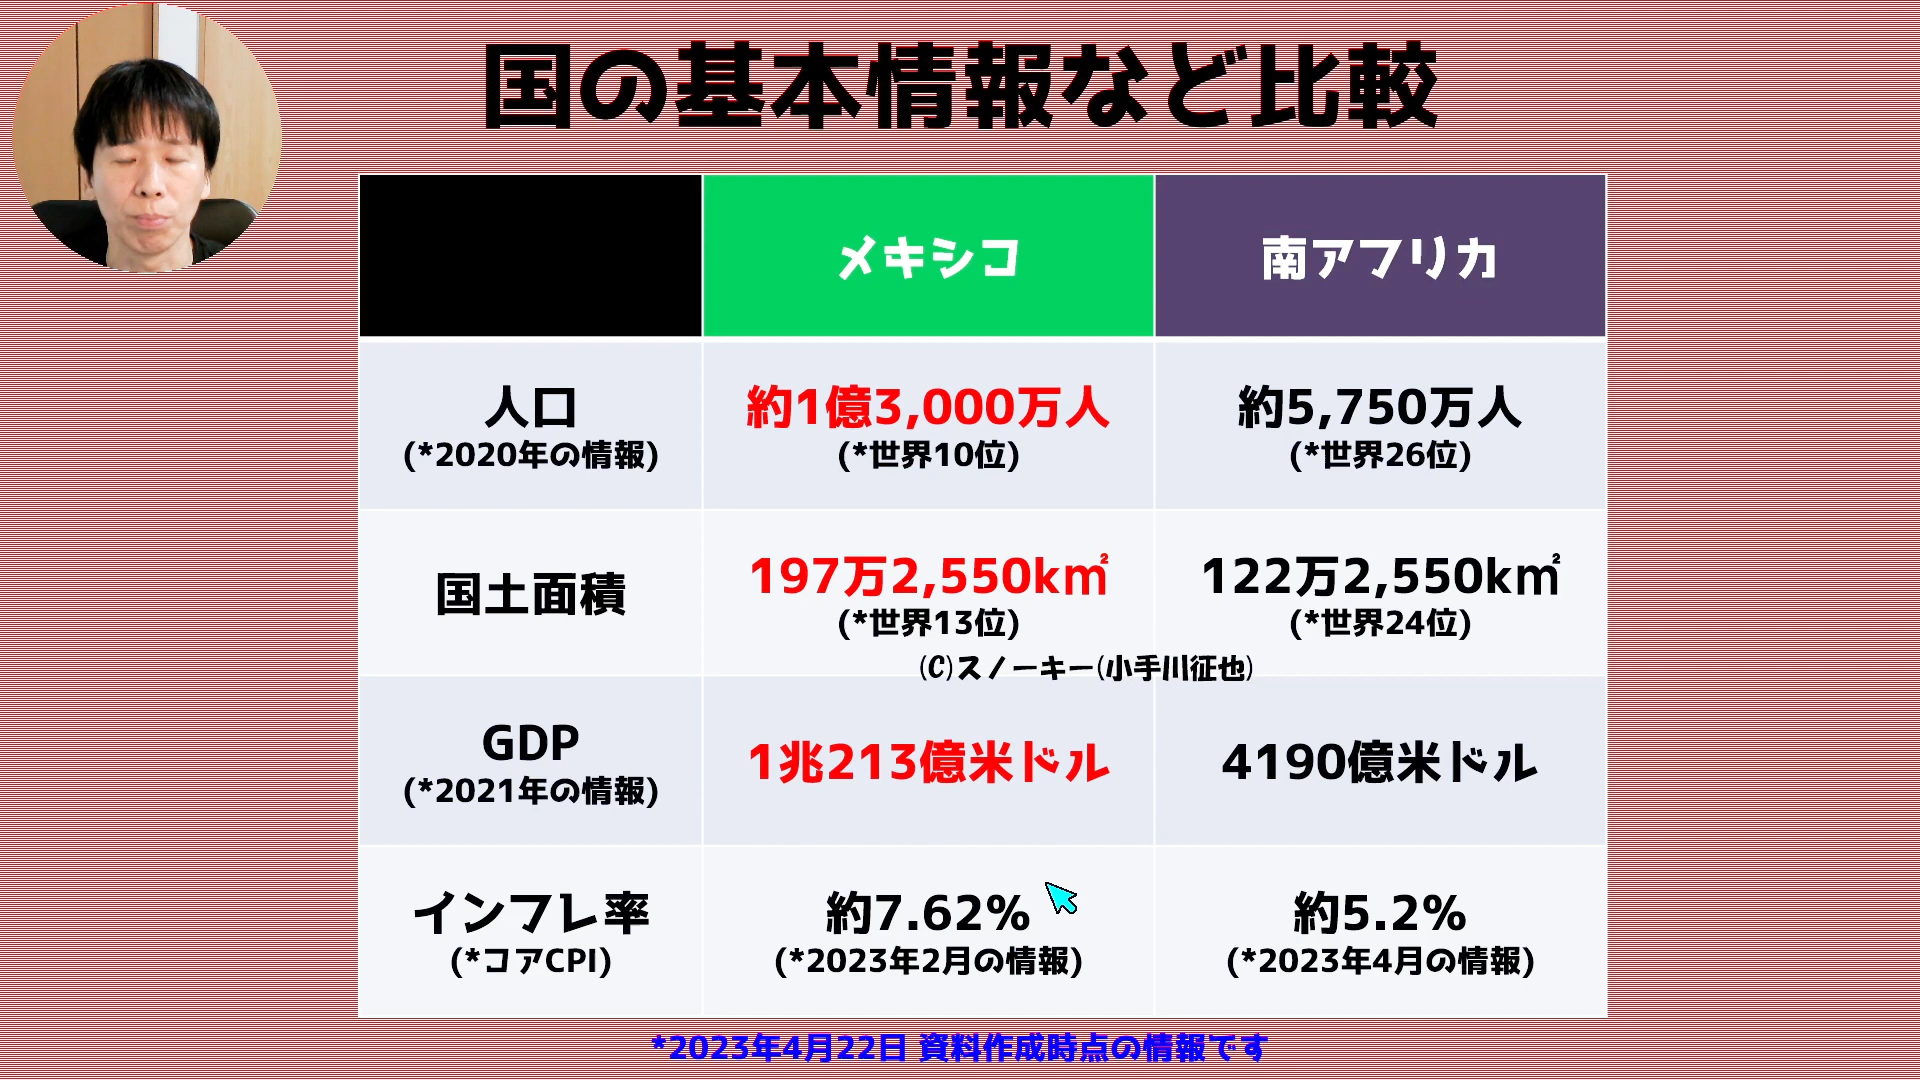 国の基本情報など比較
メキシコ
南アフリカ
人口
(*2020年の情報)
約1億3,000万人
(*世界10位)
約5,750万人
(*世界26位)
国土面積
197万2,550k㎡
(*世界13位)
122万2,550k㎡
(*世界24位)
(C)スノーキー(小手川征也)
GDP
(*2021年の情報)
1兆213億米ドル
4190億米ドル
インフレ率
(*コアCPI)
約7.62%
(*2023年2月の情報)
約5.2%
(*2023年4月の情報)
*2023年4月22日 資料作成時点の情報です